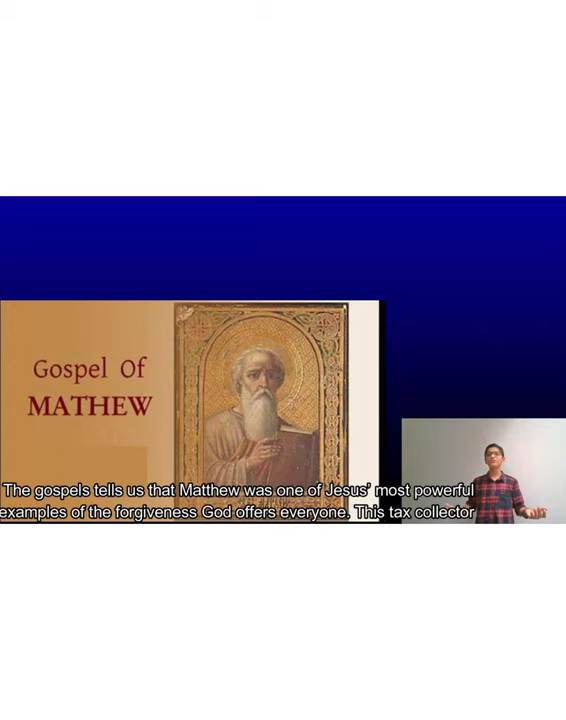 Gospel Of
MATHEW
The gospels tells us that Matthew was one of Jesus’ most powerful
examples of the forgiveness God offers everyone. This tax collector